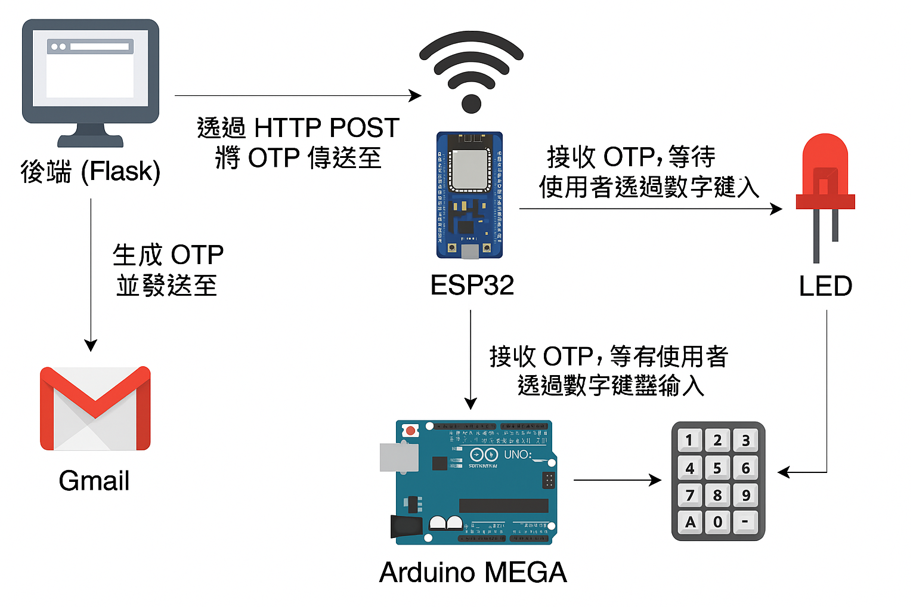 透過 HTTP POST
將 OTP 傳送至
後端 (Flask)
接收 OTP, 等待
使用者透過數字鍵入
生成 OTP
並發送至
ESP32
LED
接收 OTP, 等有使用者
透過數字鍵盤輸入
Gmail
UNO:
1 2 3
4 5 6
7 8 9
A 0 -
Arduino MEGA